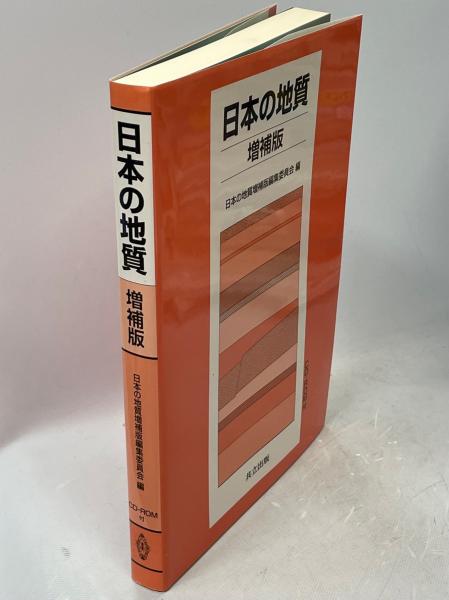 日本の地質
増補版
日本の地質増補版編集委員会 編
CD-ROM
付
日本の地質
増補版
日本の地質増補版編集委員会 編
共立出版